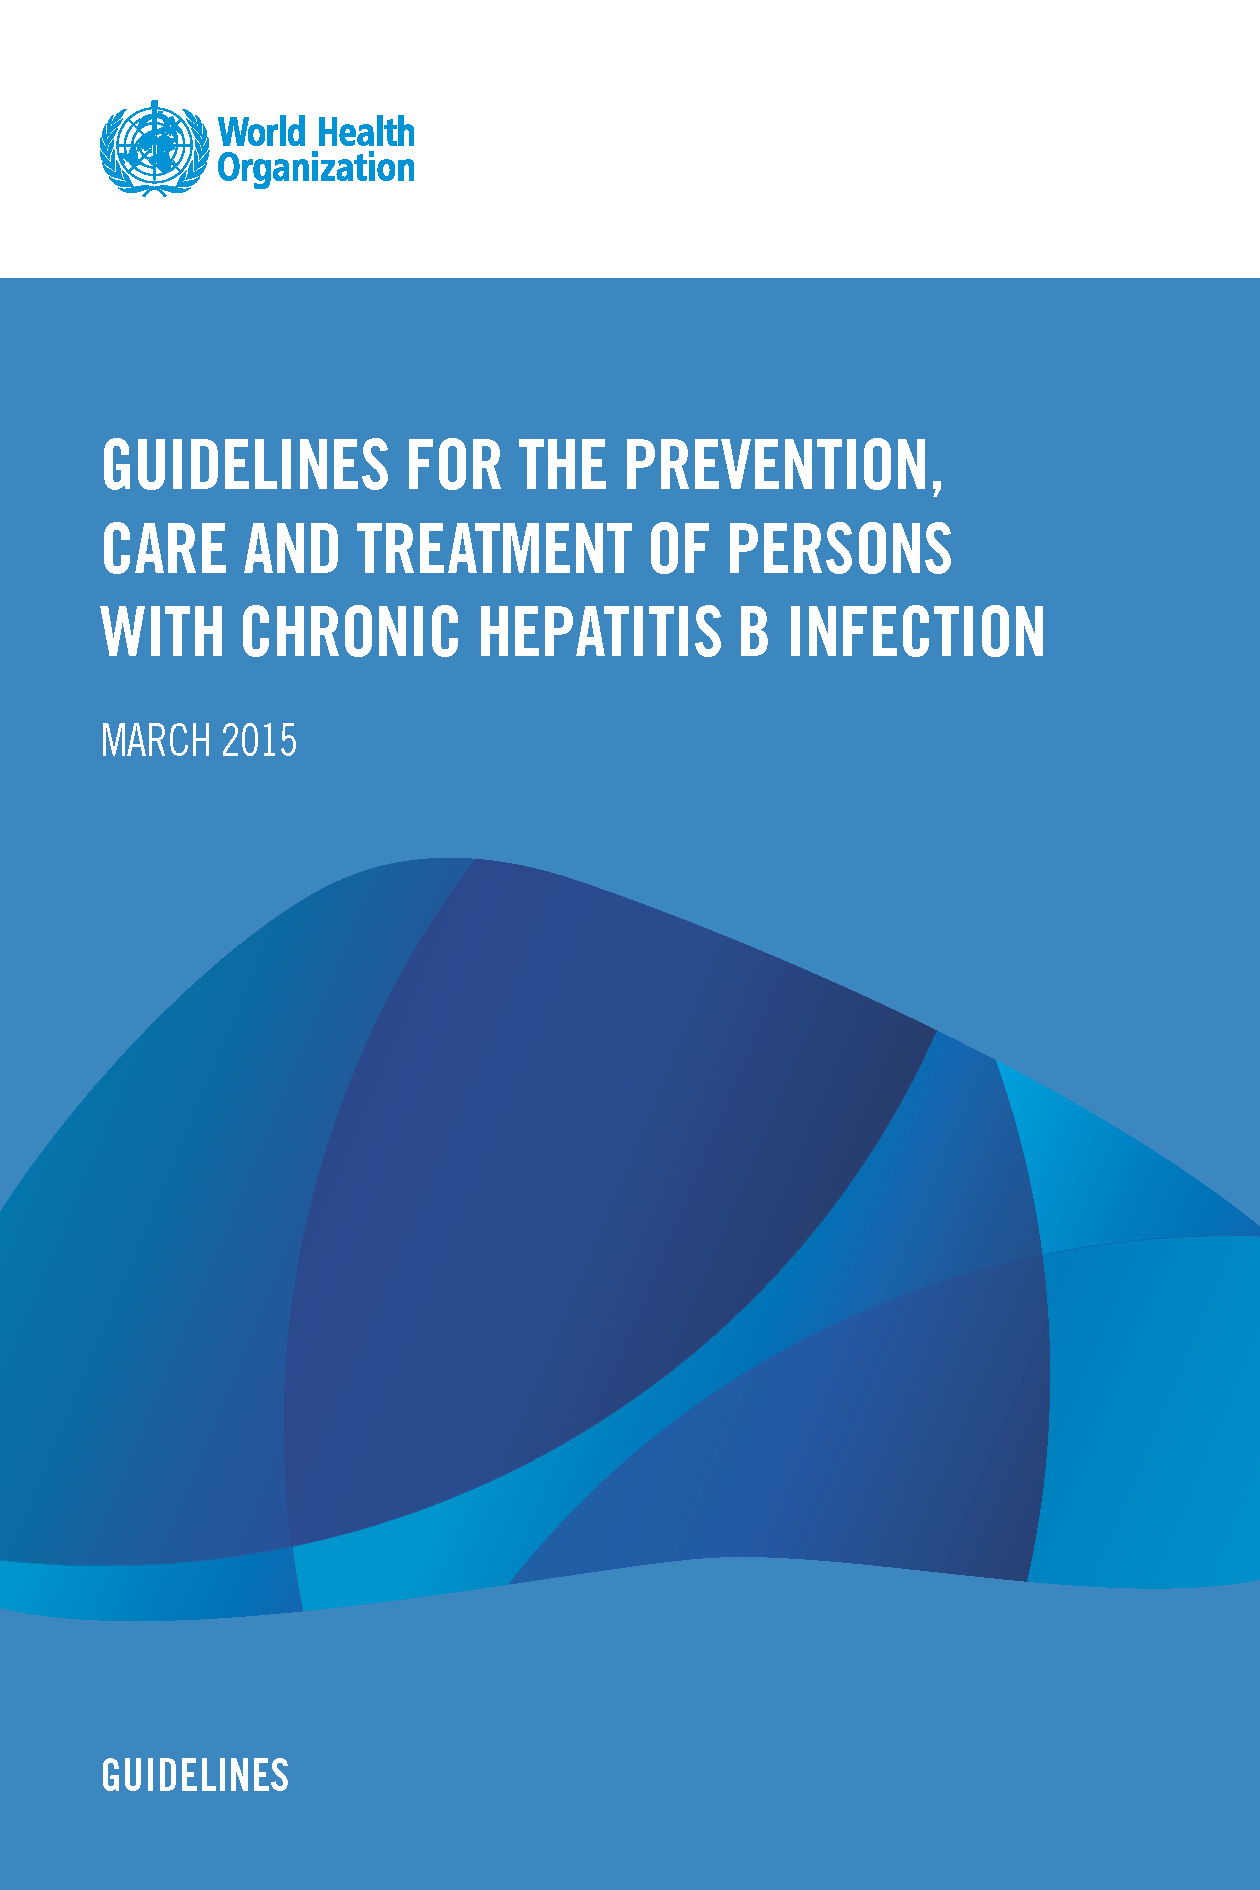 World Health
Organization
GUIDELINES FOR THE PREVENTION,
CARE AND TREATMENT OF PERSONS
WITH CHRONIC HEPATITIS B INFECTION
MARCH 2015
GUIDELINES